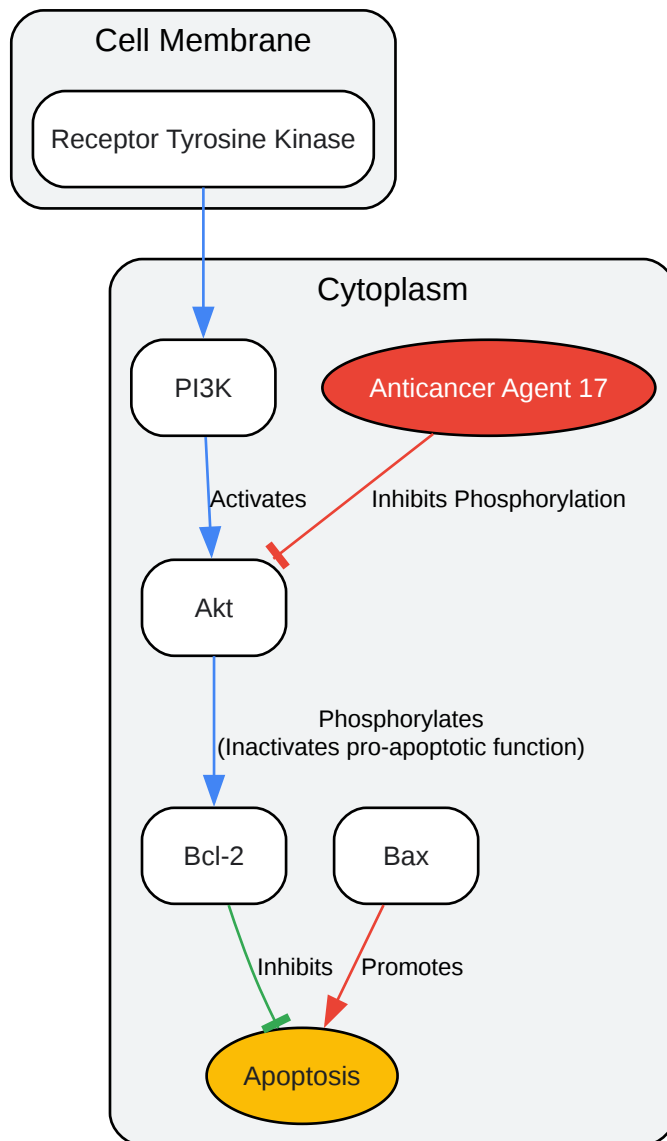 Cell Membrane
Receptor Tyrosine Kinase
Cytoplasm
PI3K
Anticancer Agent 17
Activates
Inhibits Phosphorylation
Akt
Phosphorylates
(Inactivates pro-apoptotic function)
Bcl-2
Bax
Inhibits
Promotes
Apoptosis